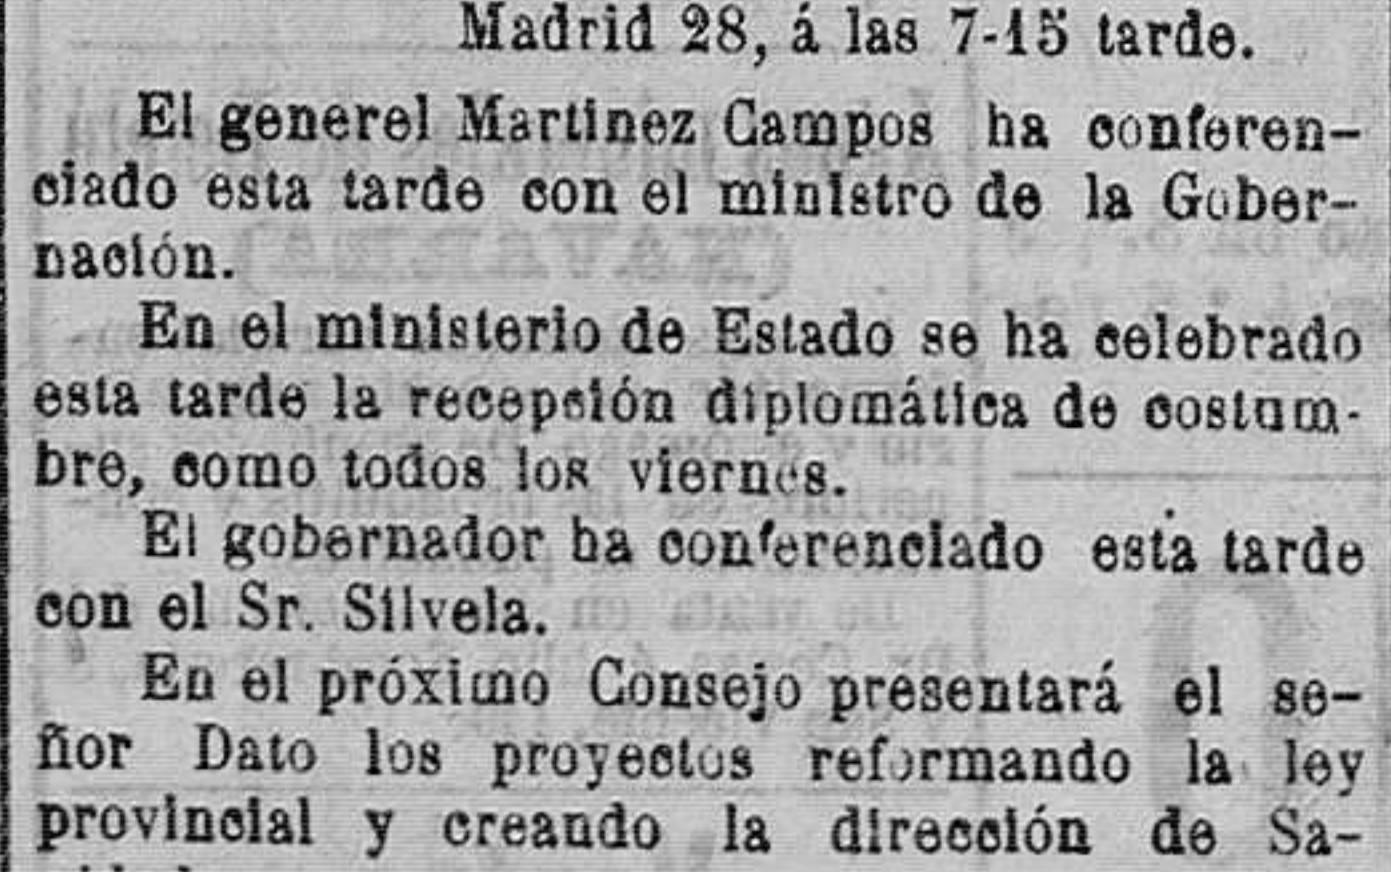 Madrid 28, á las 7-15 tarde.
El generel Martinez Campos ha conferen-
ciado esta tarde con el ministro de la Gober-
nación.
En el ministerio de Estado se ha celebrado
esta tarde la recepción diplomática de costum-
bre, como todos los viernes.
El gobernador ha conferenciado esta tarde
con el Sr. Silvela.
En el próximo Consejo presentará el se-
ñor Dato los proyectos reformando la ley
provincial y creando la dirección de Sa-